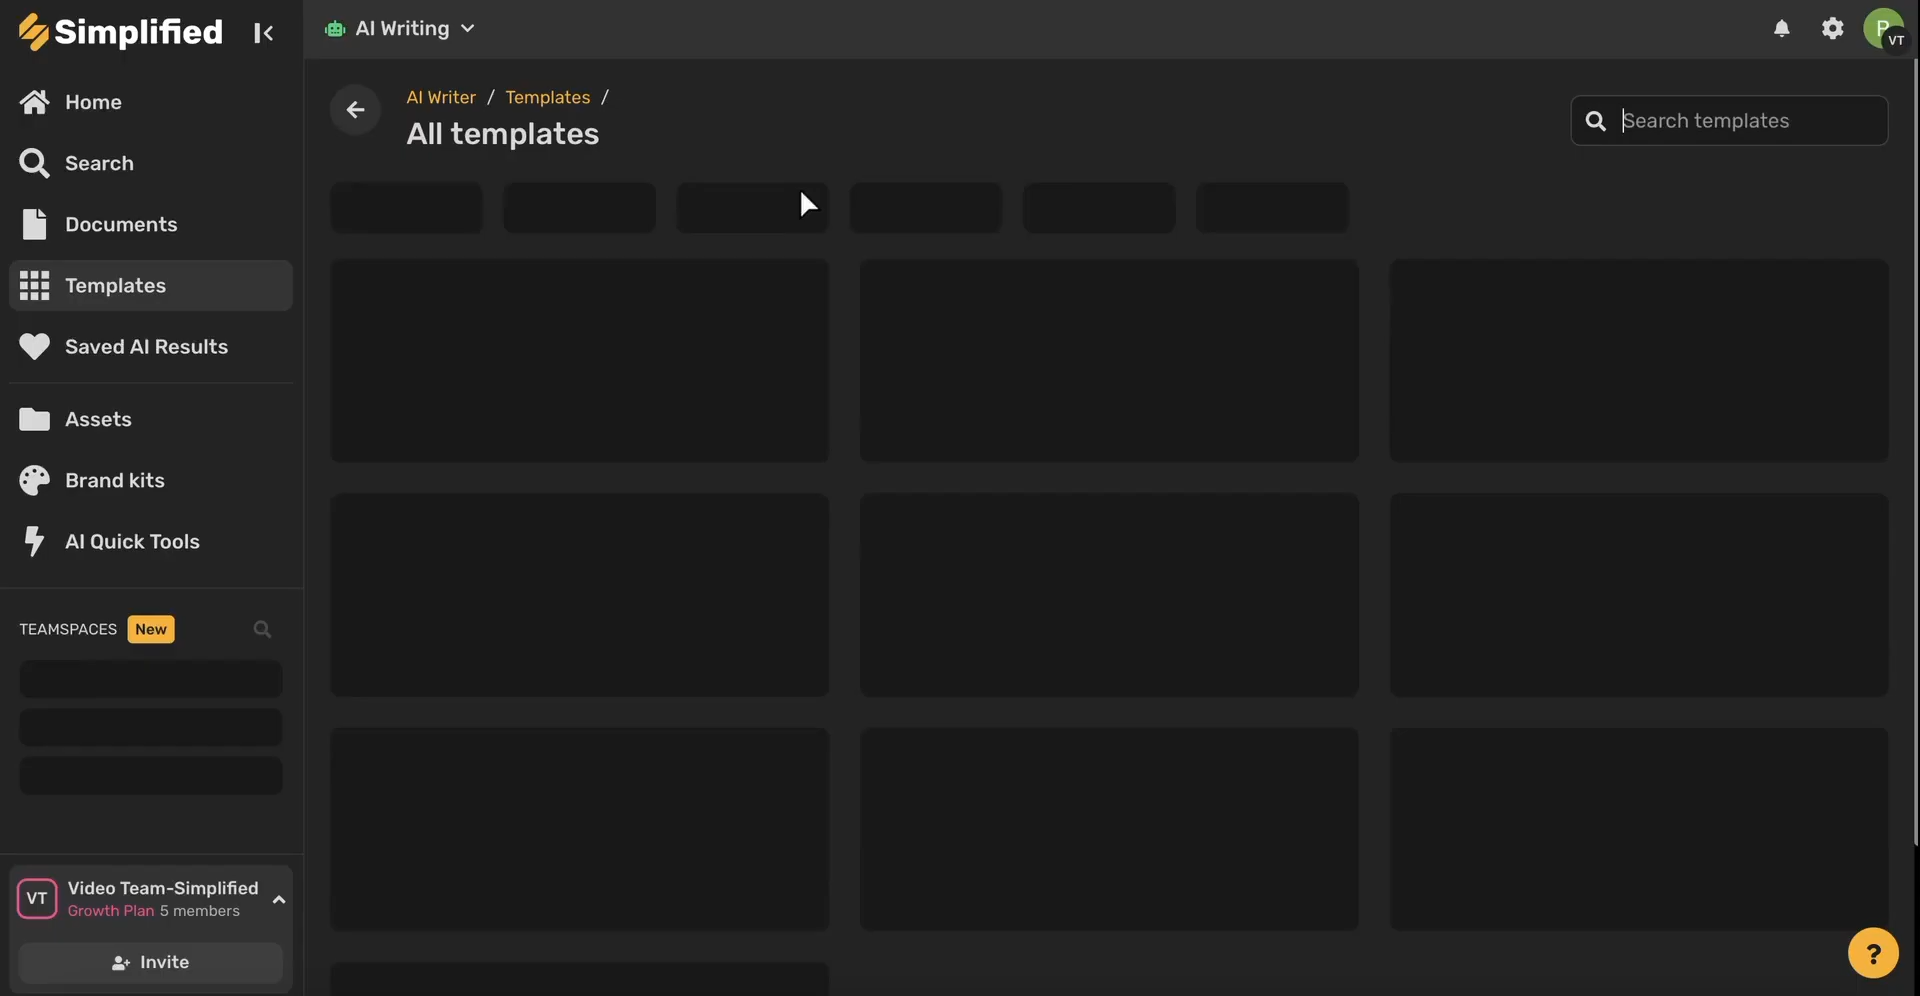 Simplified
Home
Search
Documents
Templates
Saved AI Results
Assets
Brand kits
AI Quick Tools
TEAMSPACES New
VT Video Team-Simplified
Growth Plan 5 members
Invite
AI Writing
P
VT
AI Writer / Templates /
All templates
Search templates
?